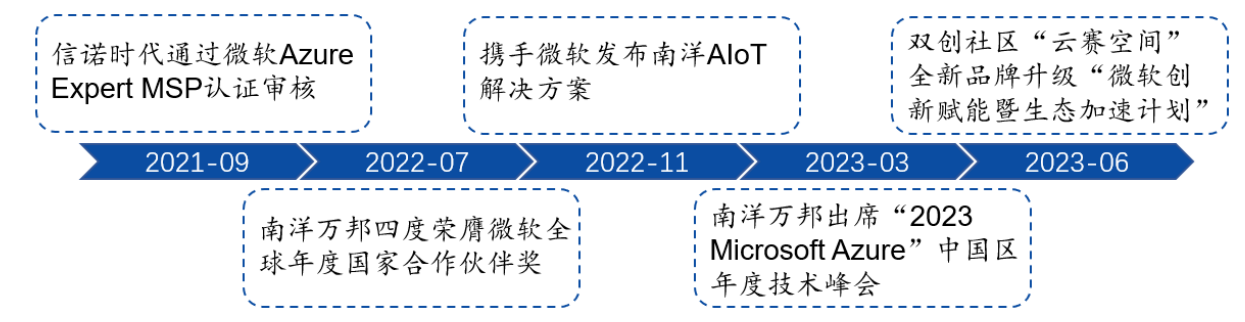 信诺时代通过微软Azure
Expert MSP认证审核
携手微软发布南洋AIoT
解决方案
双创社区“云赛空间”
全新品牌升级“微软创
新赋能暨生态加速计划”
2021-09
2022-07
2022-11
2023-03
2023-06
南洋万邦四度荣膺微软全
球年度国家合作伙伴奖
南洋万邦出席“2023
Microsoft Azure”中国区
年度技术峰会